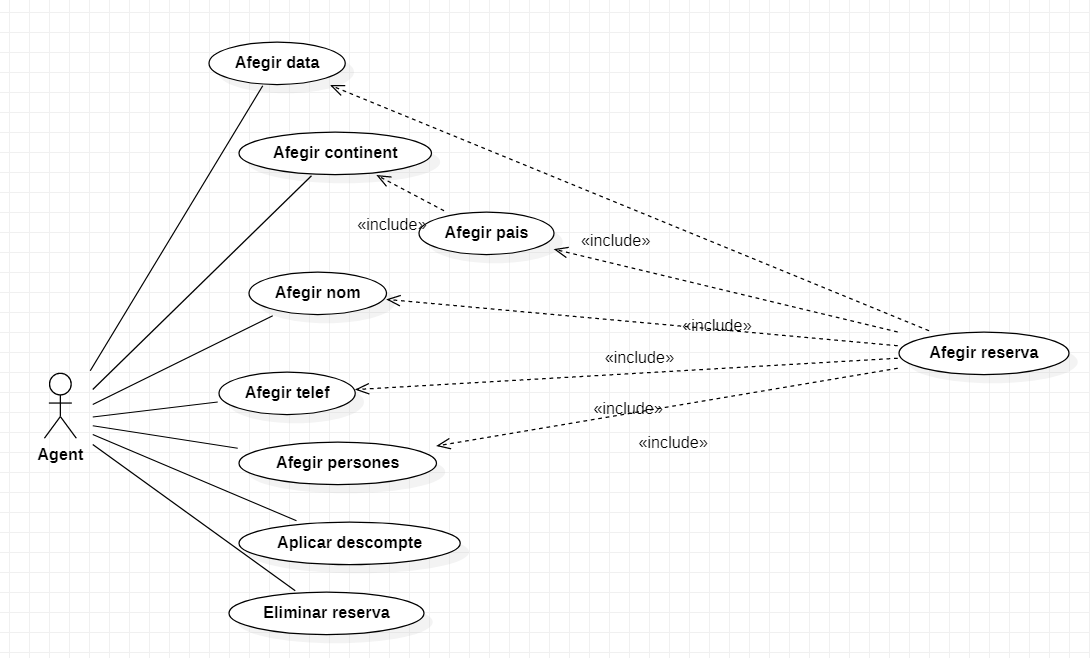 Afegir data
Afegir continent
«include»
Afegir pais
«include»
Afegir nom
«include»
Afegir reserva
«include»
Afegir telef
«include»
«include»
Agent
Afegir persones
Aplicar descompte
Eliminar reserva